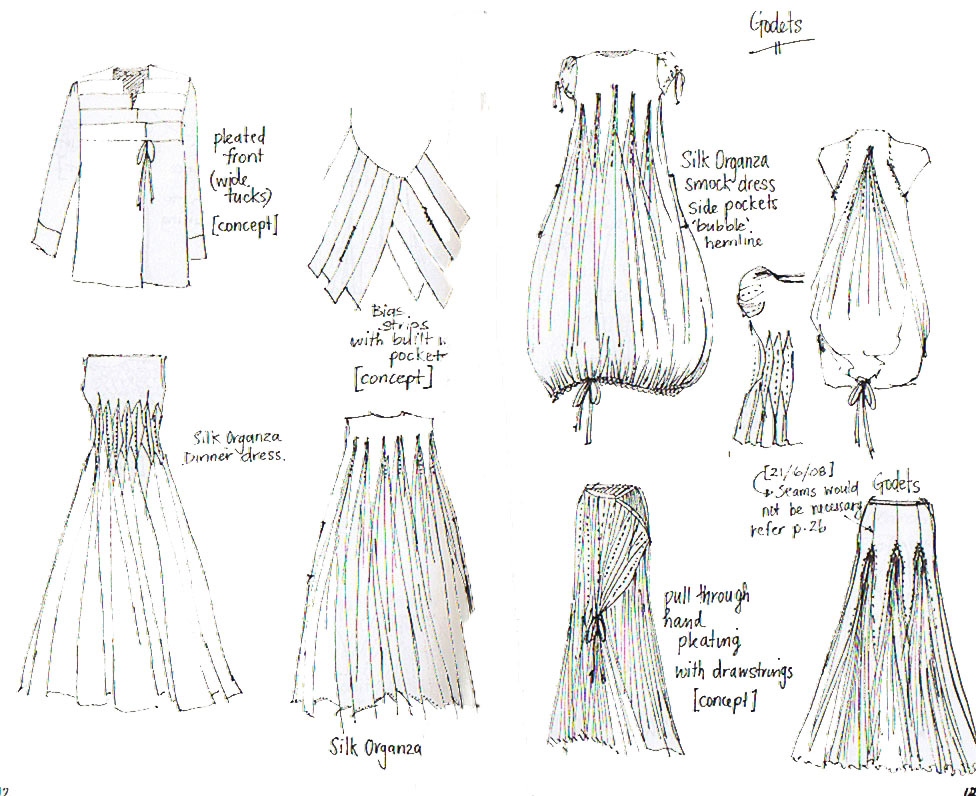 pleated
front
(wide
tucks)
[concept]
Bias
strips
with built in
pocket
[concept]
Silk Organza
Dinner dress.
Silk Organza
12
Godets
Silk Organza
smock dress
side pockets
'bubble'
hemline
[21/6/08]
Seams would
not be necessary
refer p.26
Godets
pull through
hand
pleating
with drawstrings
[concept]